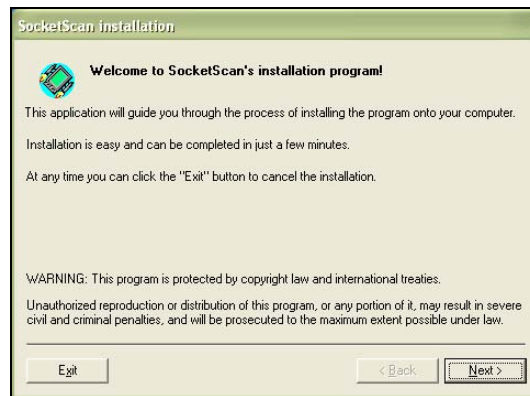 SocketScan installation
Welcome to SocketScan's installation program!
This application will guide you through the process of installing the program onto your computer.
Installation is easy and can be completed in just a few minutes.
At any time you can click the "Exit" button to cancel the installation.
WARNING: This program is protected by copyright law and international treaties.
Unauthorized reproduction or distribution of this program, or any portion of it, may result in severe
civil and criminal penalties, and will be prosecuted to the maximum extent possible under law.
Exit < Back Next >